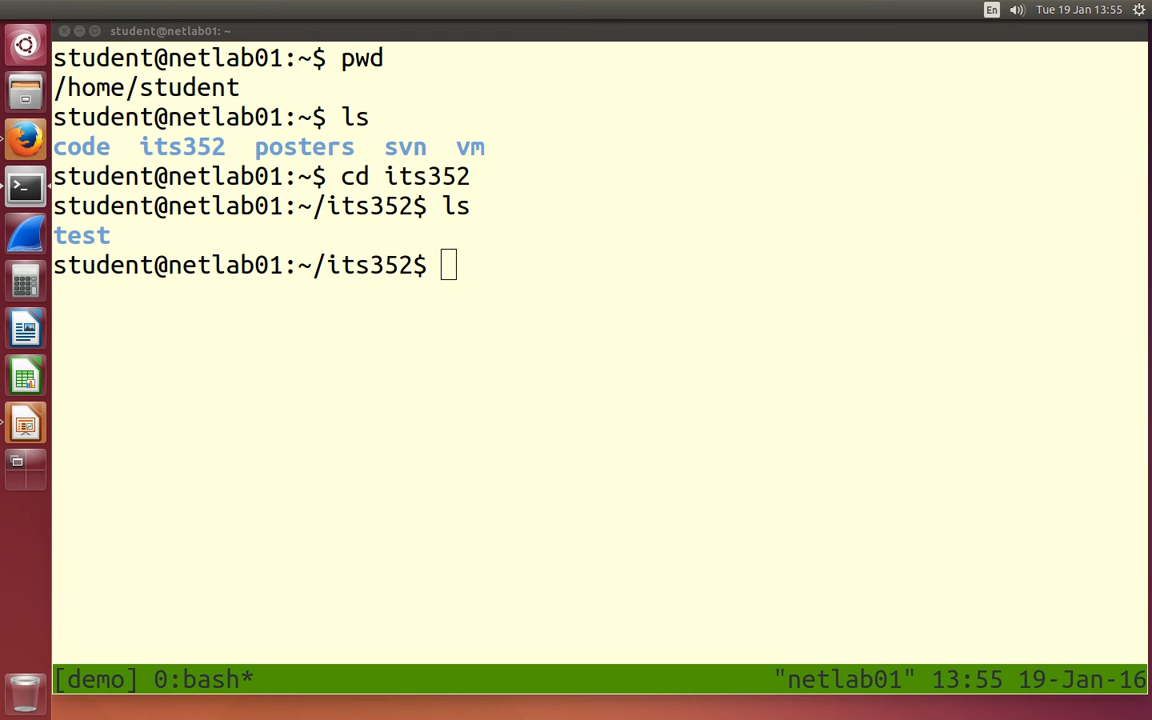 En Tue 19 Jan 13:55
student@netlab01: ~
student@netlab01:~$ pwd
/home/student
student@netlab01:~$ ls
code its352 posters svn vm
student@netlab01:~$ cd its352
student@netlab01:~/its352$ ls
test
student@netlab01:~/its352$
[demo] 0:bash* "netlab01" 13:55 19-Jan-16